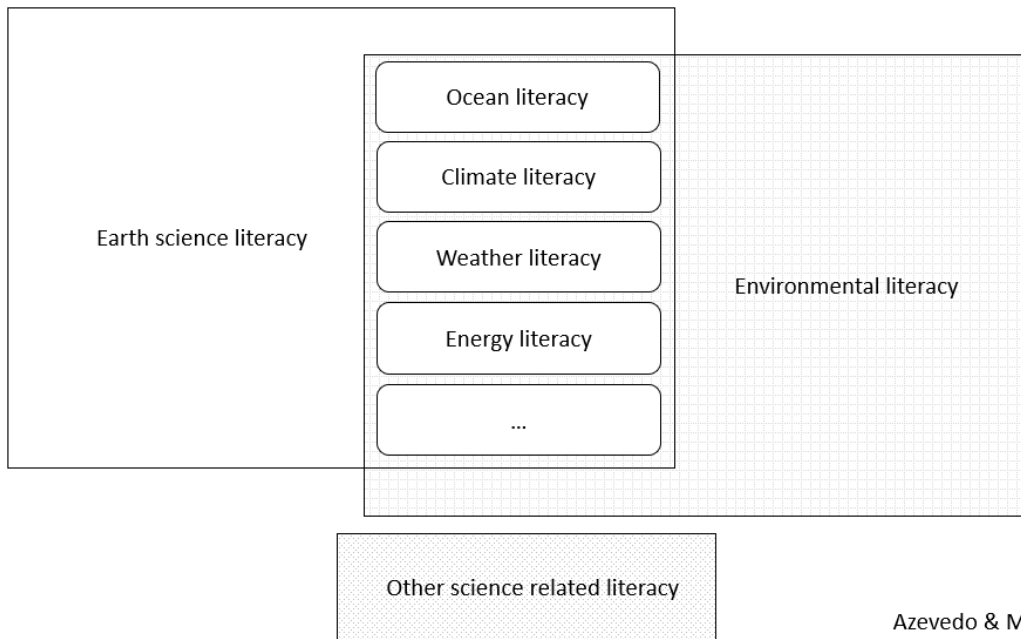 Ocean literacy
Climate literacy
Earth science literacy
Weather literacy
Environmental literacy
Energy literacy
...
Other science related literacy
Azevedo & M